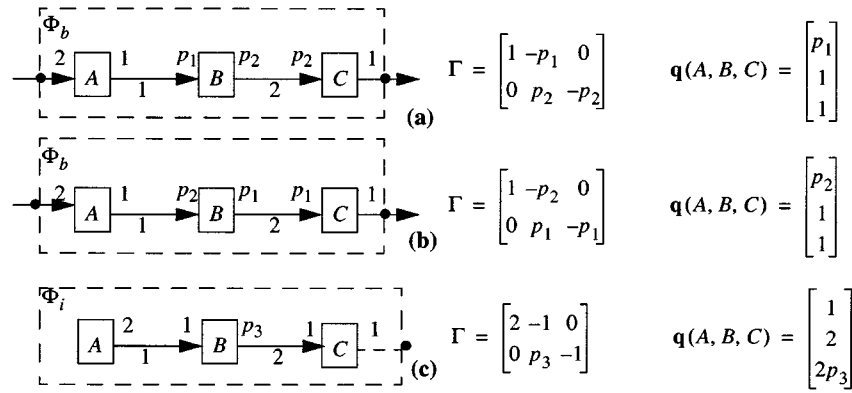 Φ_b
2 A 1 p_1 B p_2 p_2 C 1
1 2
(a)
Γ = [1 -p_1 0
0 p_2 -p_2]
q(A, B, C) = [p_1
1
1]
Φ_b
2 A 1 p_2 B p_1 p_1 C 1
1 2
(b)
Γ = [1 -p_2 0
0 p_1 -p_1]
q(A, B, C) = [p_2
1
1]
Φ_i
A 2 1 B p_3 1 C 1
1 2
(c)
Γ = [2 -1 0
0 p_3 -1]
q(A, B, C) = [1
2
2p_3]